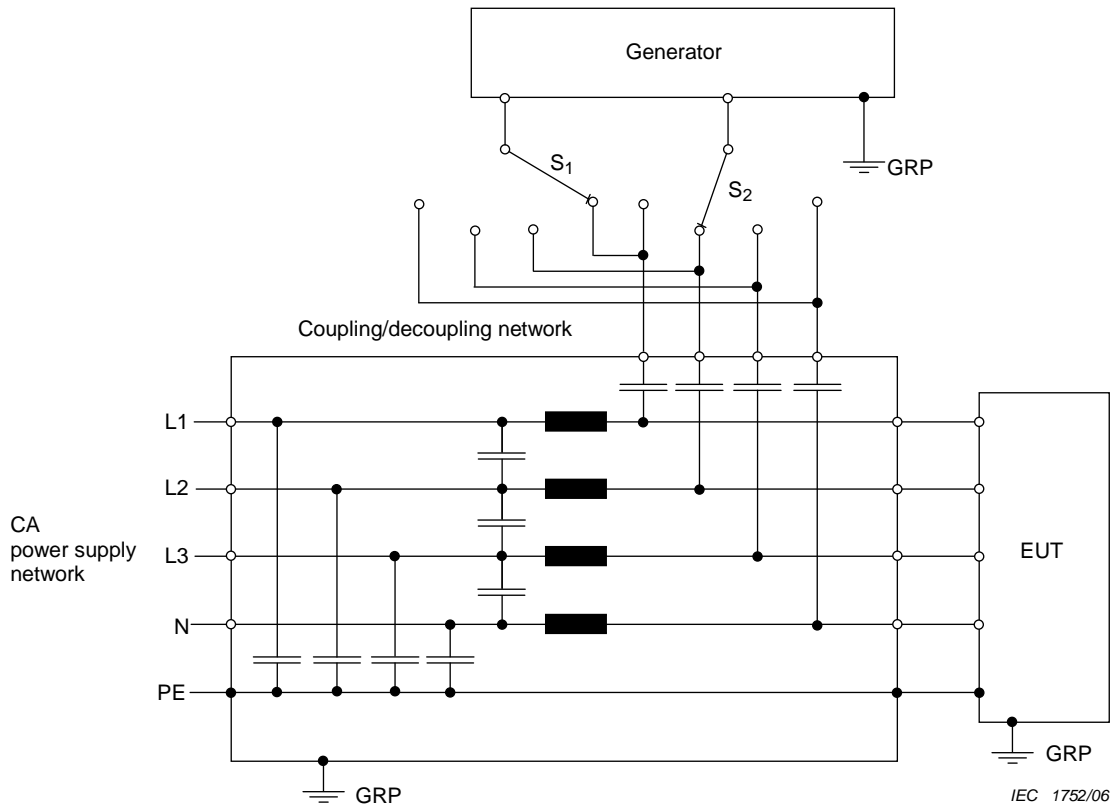 Generator
S1
GRP
S2
Coupling/decoupling network
L1
L2
CA
power supply
network
L3
EUT
N
PE
GRP
GRP
IEC 1752/06